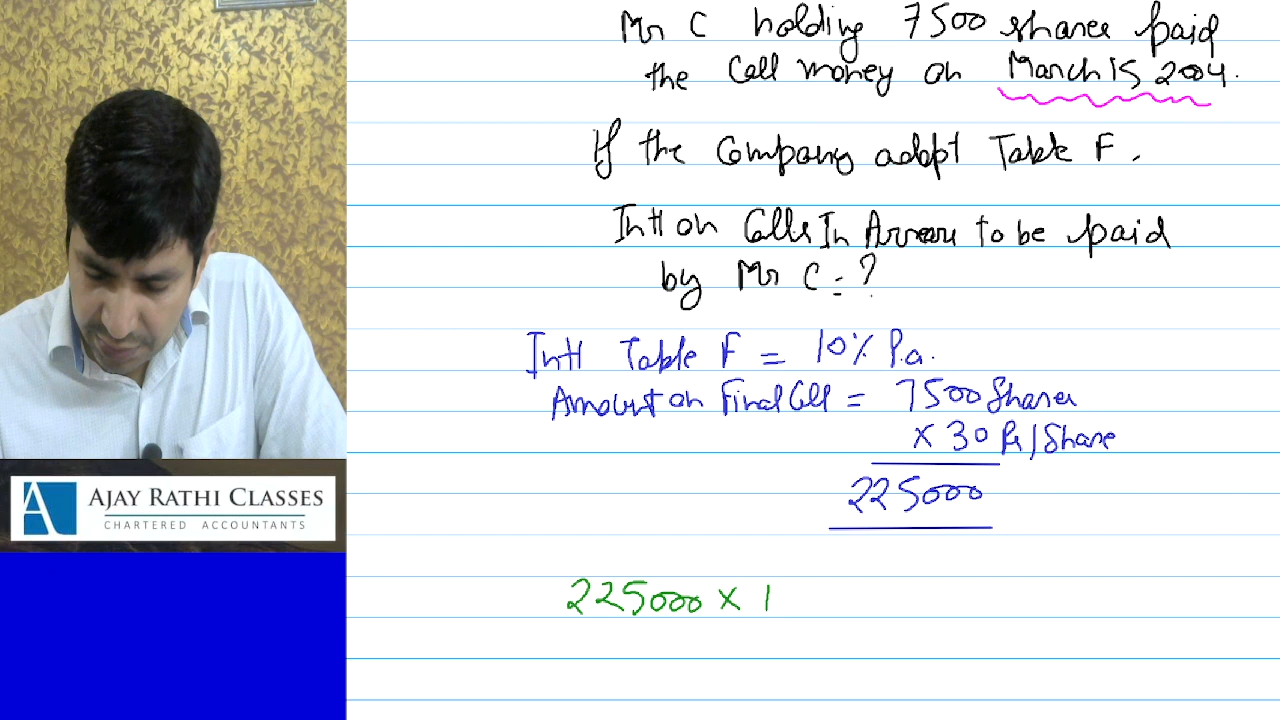 Mr C holding 7500 shares paid
the Call money on March 15 2004.
If the Company adopt Table F.
Intt on Calls In Arrears to be paid
by Mr C = ?
Intt Table F = 10% P.a.
Amount on Final Call = 7500 Shares
x 30 Rs/Share
225000
225000 x 1
AJAY RATHI CLASSES
CHARTERED ACCOUNTANTS